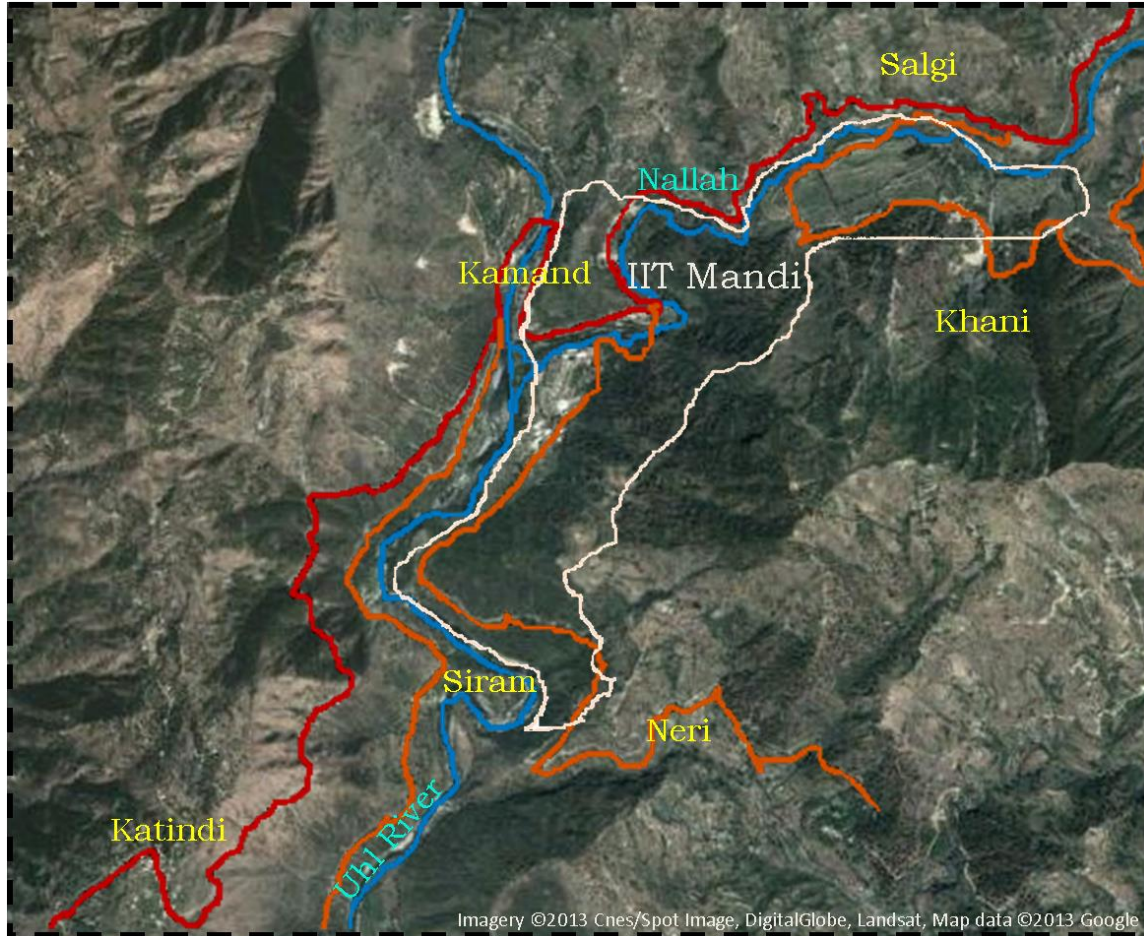 Salgi
Nallah
Kamand
IIT Mandi
Khani
Siram
Neri
Uhl River
Katindi
Imagery ©2013 Cnes/Spot Image, DigitalGlobe, Landsat, Map data ©2013 Google